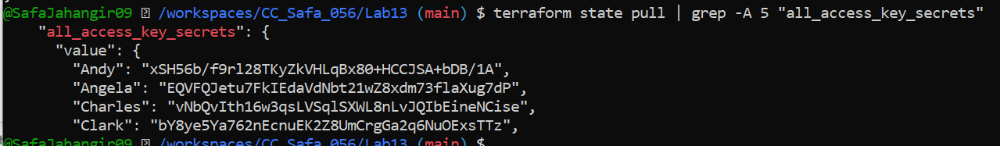 @SafaJahangir09 /workspaces/CC_Safa_056/Lab13 (main) $ terraform state pull | grep -A 5 "all_access_key_secrets"
"all_access_key_secrets": {
"value": {
"Andy": "xSH56b/f9rl28TKyZkVHLqBx80+HCCJSA+bDB/1A",
"Angela": "EQVFQJetu7FkIEdaVdNbt21wZ8xdm73flaXug7dP",
"Charles": "vNbQvIth16w3qsLVSqlSXWL8nLvJQIbEineNCise",
"Clark": "bY8ye5Ya762nEcnuEK2Z8UmCrgGa2q6NuOExsTTz",
@SafaJahangir09 /workspaces/CC_Safa_056/Lab13 (main) $